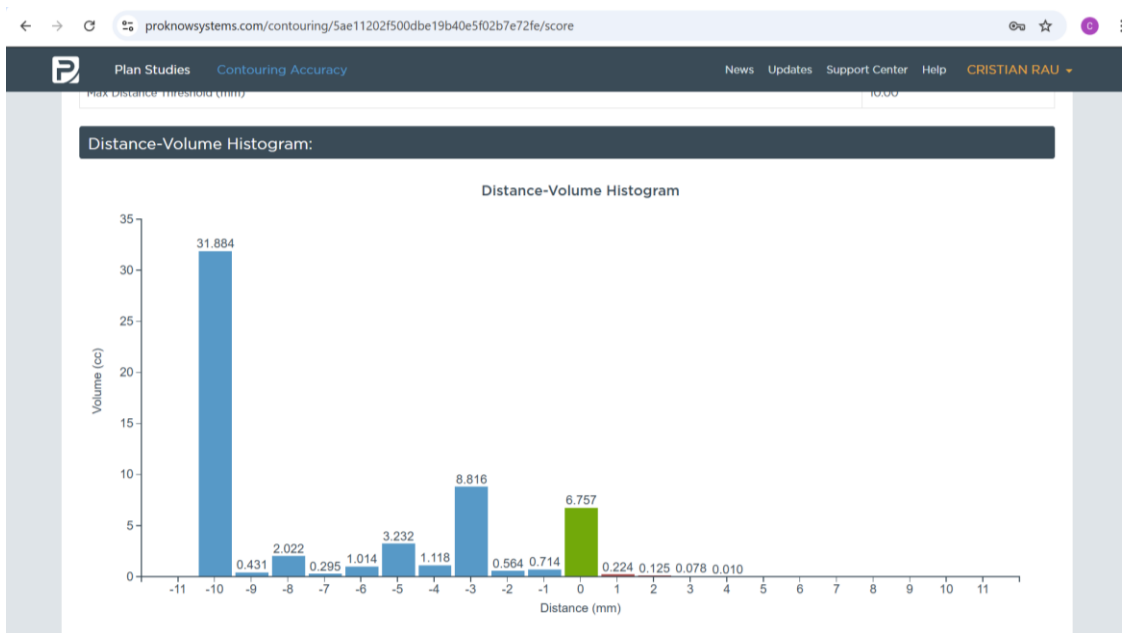 proknowsystems.com/contouring/5ae11202f500dbe19b40e5f02b7e72fe/score
C
Plan Studies Contouring Accuracy News Updates Support Center Help CRISTIAN RAU
Max Distance Threshold (mm) 10.00
Distance-Volume Histogram:
Distance-Volume Histogram
35
30
25
20
15
10
5
0
Volume (cc)
31.884
0.431
2.022
0.295
1.014
3.232
1.118
8.816
0.564
0.714
6.757
0.224
0.125
0.078
0.010
-11 -10 -9 -8 -7 -6 -5 -4 -3 -2 -1 0 1 2 3 4 5 6 7 8 9 10 11
Distance (mm)